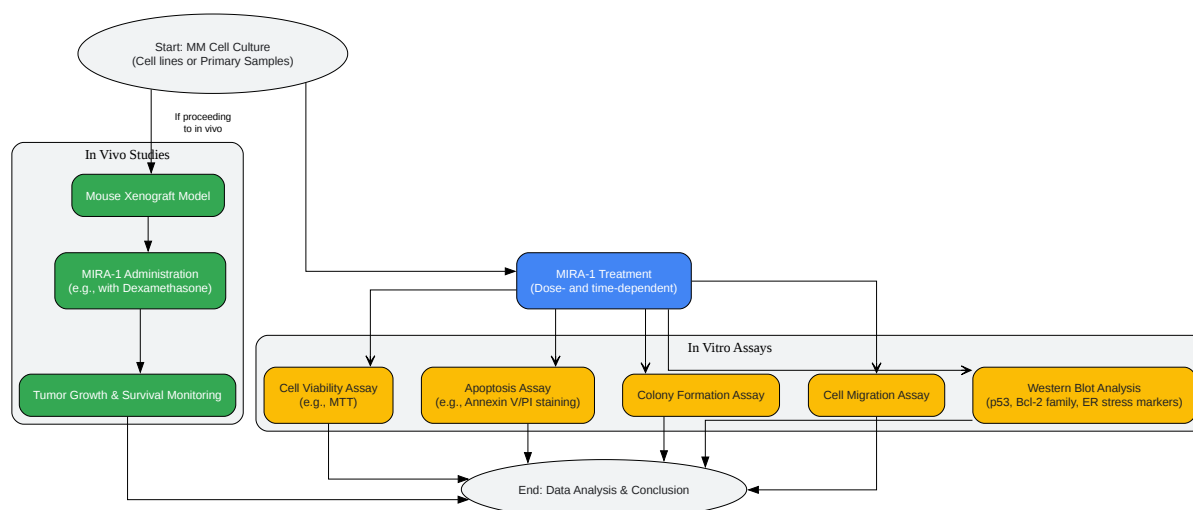 Start: MM Cell Culture
(Cell lines or Primary Samples)
If proceeding
to in vivo
In Vivo Studies
Mouse Xenograft Model
MIRA-1 Administration
(e.g., with Dexamethasone)
MIRA-1 Treatment
(Dose- and time-dependent)
In Vitro Assays
Tumor Growth & Survival Monitoring
Cell Viability Assay
(e.g., MTT)
Apoptosis Assay
(e.g., Annexin V/PI staining)
Colony Formation Assay
Cell Migration Assay
Western Blot Analysis
(p53, Bcl-2 family, ER stress markers)
End: Data Analysis & Conclusion